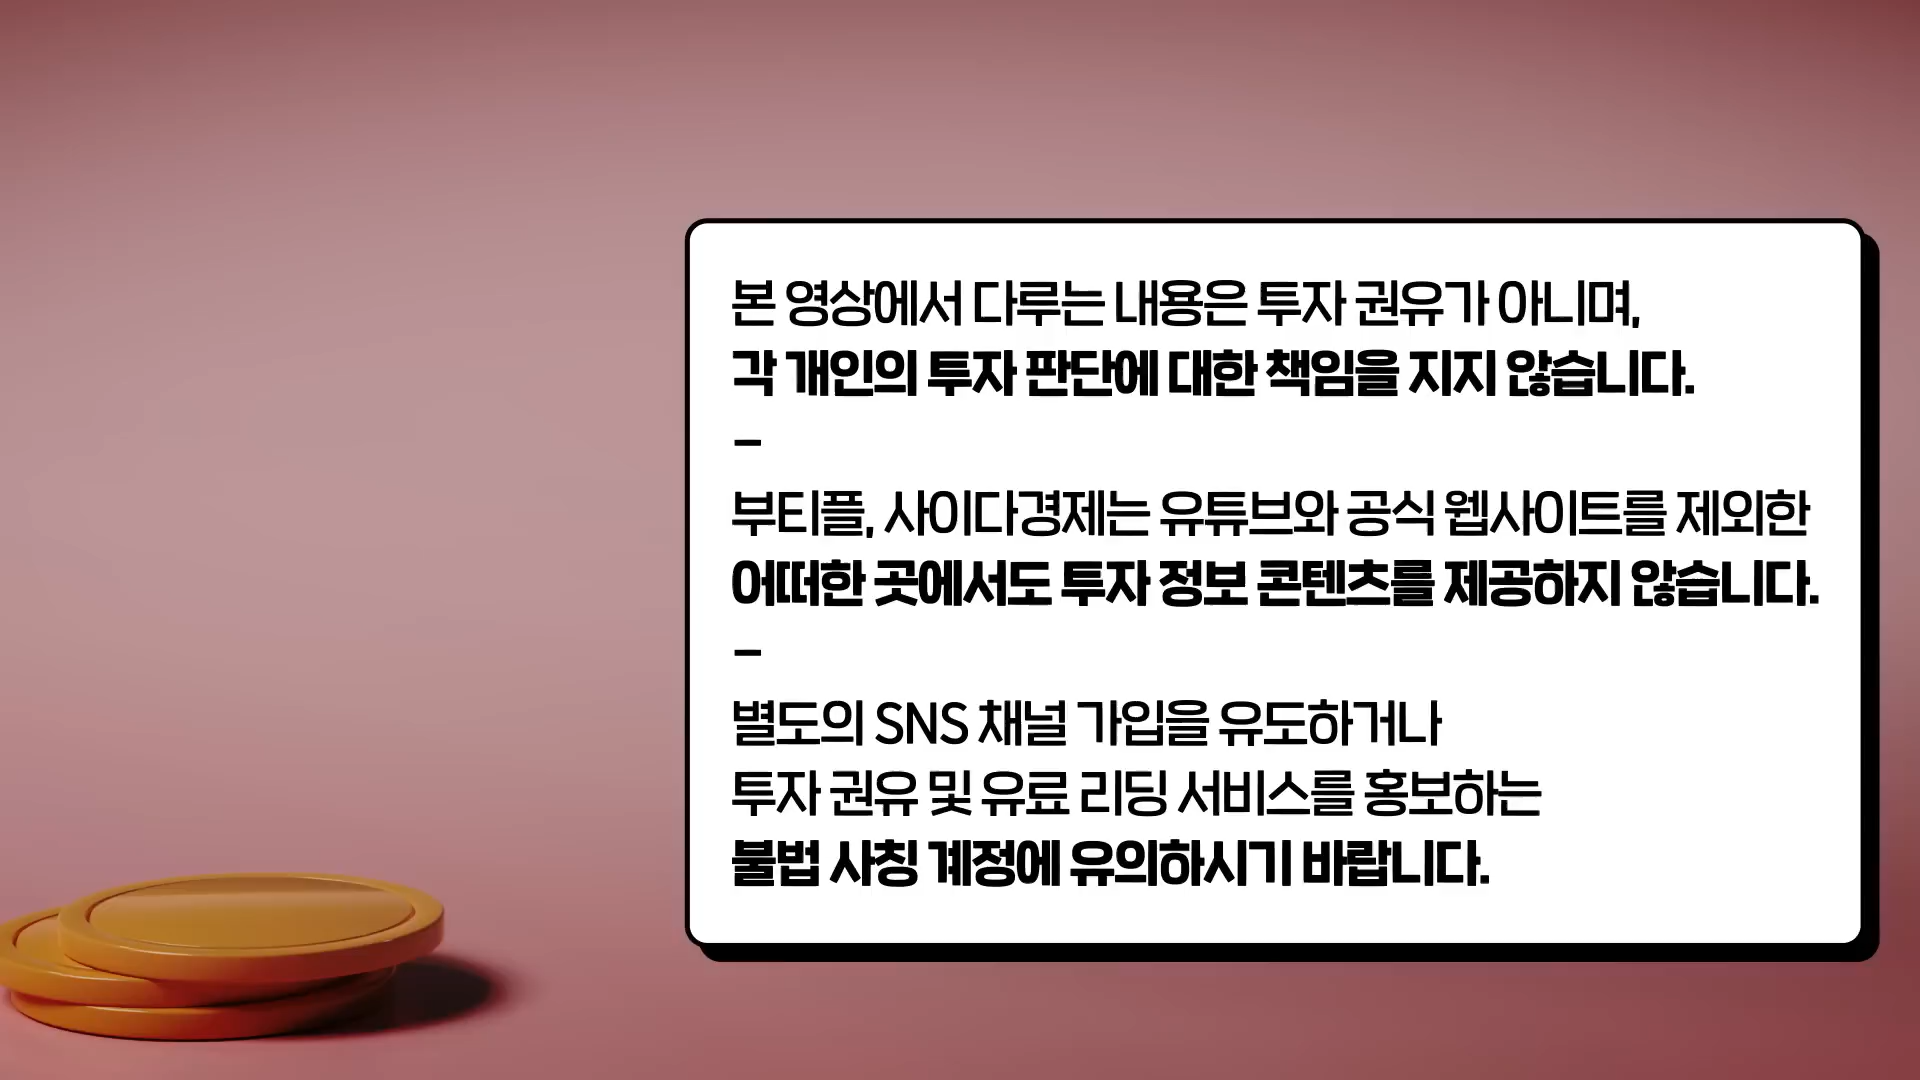 본 영상에서 다루는 내용은 투자 권유가 아니며,
각 개인의 투자 판단에 대한 책임을 지지 않습니다.
–
부티플, 사이다경제는 유튜브와 공식 웹사이트를 제외한
어떠한 곳에서도 투자 정보 콘텐츠를 제공하지 않습니다.
–
별도의 SNS 채널 가입을 유도하거나
투자 권유 및 유료 리딩 서비스를 홍보하는
불법 사칭 계정에 유의하시기 바랍니다.